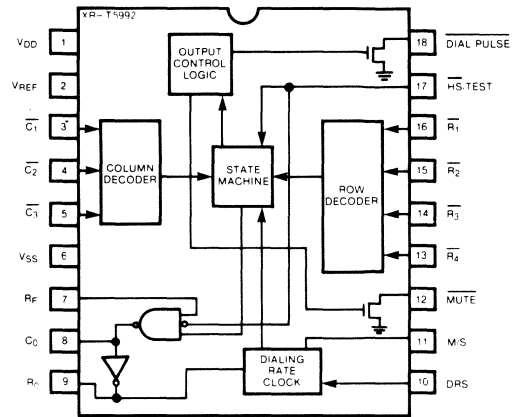 XR-T5992
VDD 1
VREF 2
C1 3
C2 4
C3 5
VSS 6
RF 7
CO 8
RO 9
18 DIAL PULSE
17 HS/TEST
16 R1
15 R2
14 R3
13 R4
12 MUTE
11 M/S
10 DRS
OUTPUT
CONTROL
LOGIC
COLUMN
DECODER
STATE
MACHINE
ROW
DECODER
DIALING
RATE
CLOCK